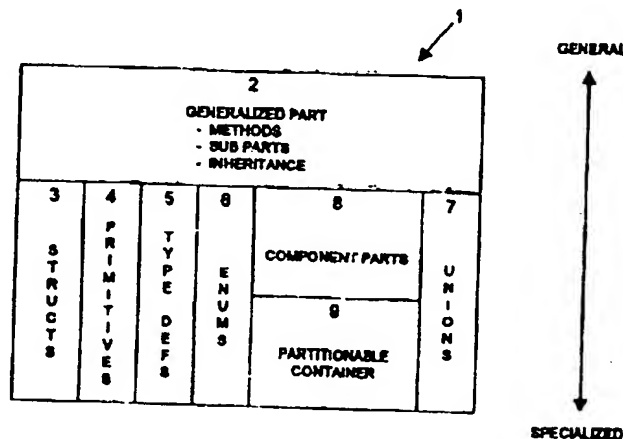 1
GENERAL
2
GENERALIZED PART
- METHODS
- SUB PARTS
- INHERITANCE
3
STRUCTS
4
PRIMITIVES
5
TYPE DEFS
6
ENUMS
8
COMPONENT PARTS
9
PARTITIONABLE
CONTAINER
7
UNIONS
SPECIALIZED